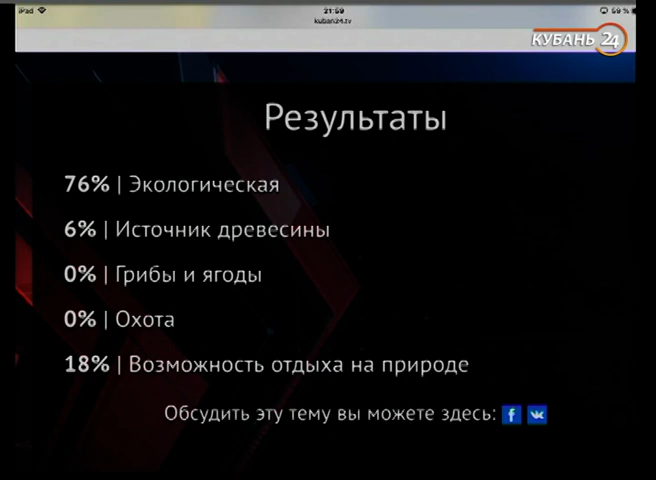 iPad
21:59
59 %
kuban24.tv
КУБАНЬ 24
Результаты
76% | Экологическая
6% | Источник древесины
0% | Грибы и ягоды
0% | Охота
18% | Возможность отдыха на природе
Обсудить эту тему вы можете здесь: